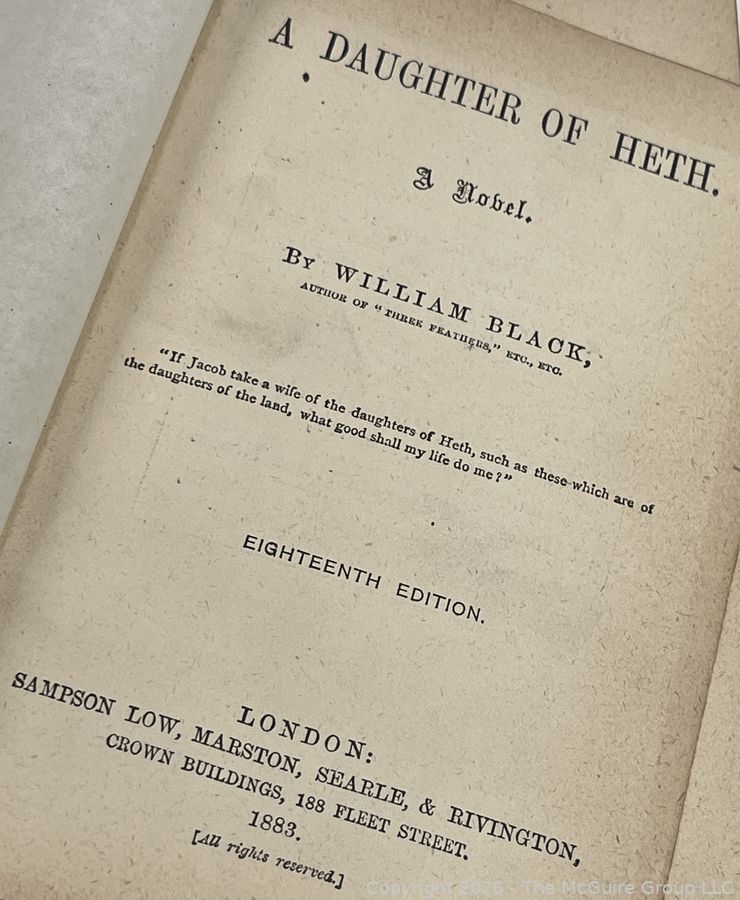 A DAUGHTER OF HETH.
A Novel.
By WILLIAM BLACK,
AUTHOR OF "THREE FEATHERS," ETC., ETC.
"If Jacob take a wife of the daughters of Heth, such as these which are of
the daughters of the land, what good shall my life do me?"
EIGHTEENTH EDITION.
LONDON:
SAMPSON LOW, MARSTON, SEARLE, & RIVINGTON,
CROWN BUILDINGS, 188 FLEET STREET.
1883.
[All rights reserved.]
Copyright 2026 - The McGuire Group LLC